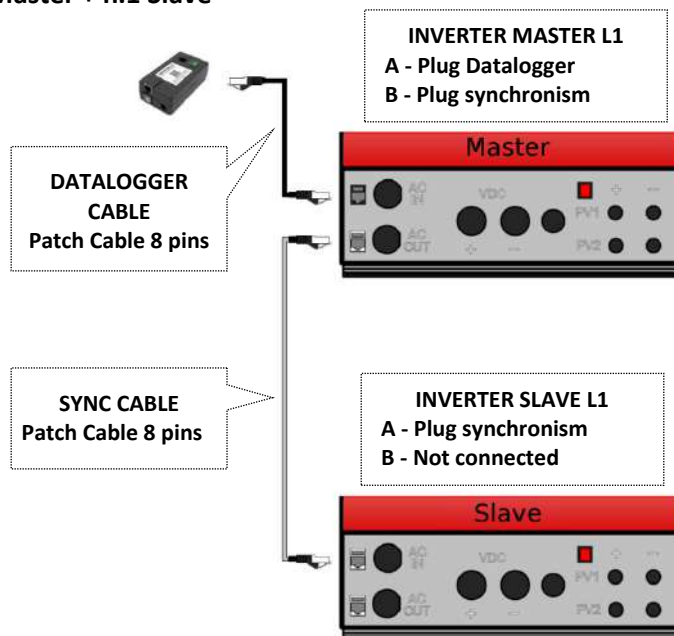 Master + n.1 Slave
INVERTER MASTER L1
A - Plug Datalogger
B - Plug synchronism
Master
AC
IN
VDC
+
--
PV1
AC
OUT
+
--
PV2
DATALOGGER
CABLE
Patch Cable 8 pins
SYNC CABLE
Patch Cable 8 pins
INVERTER SLAVE L1
A - Plug synchronism
B - Not connected
Slave
AC
IN
VDC
+
--
PV1
AC
OUT
+
--
PV2